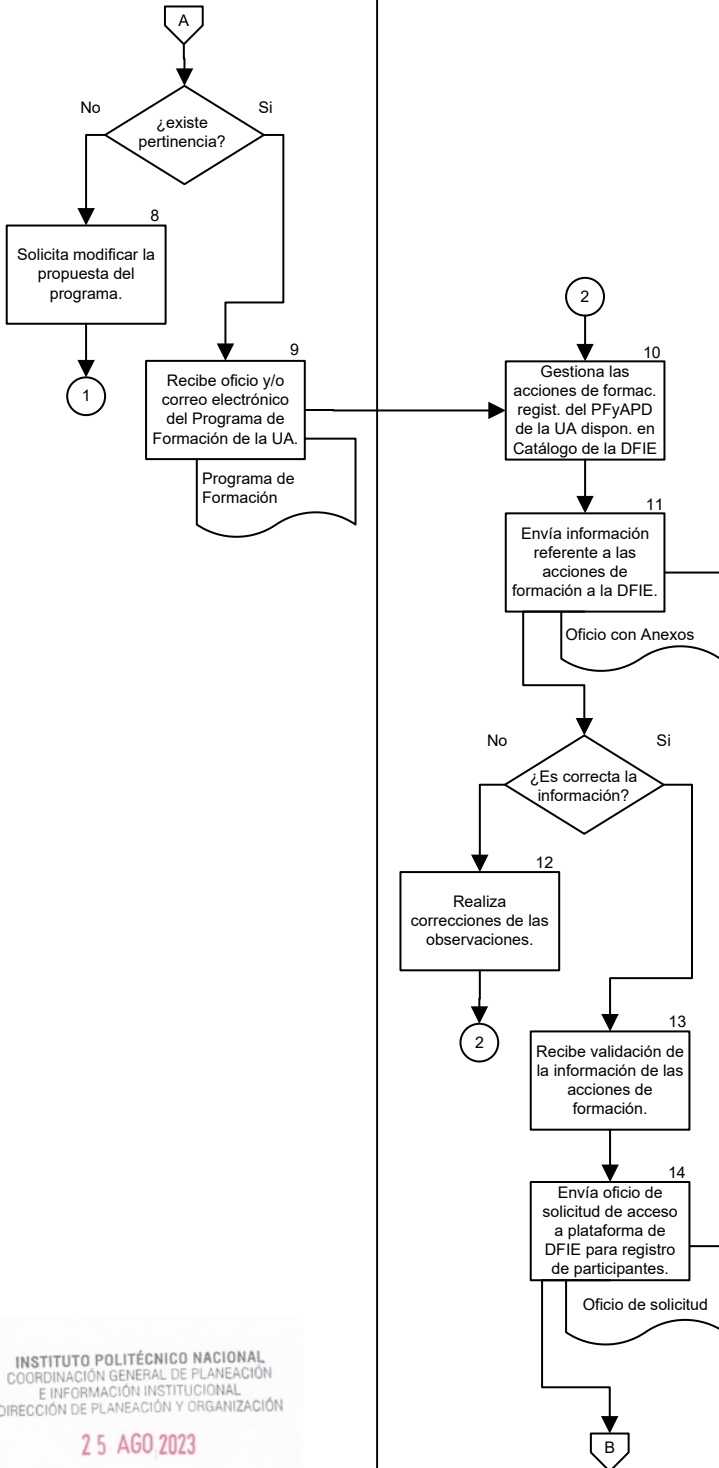 A
¿existe
pertinencia?
No
Si
8
Solicita modificar la
propuesta del
programa.
1
9
Recibe oficio y/o
correo electrónico
del Programa de
Formación de la UA.
Programa de
Formación
2
10
Gestiona las
acciones de formac.
regist. del PFyAPD
de la UA dispon. en
Catálogo de la DFIE
11
Envía información
referente a las
acciones de
formación a la DFIE.
Oficio con Anexos
No
Si
¿Es correcta la
información?
12
Realiza
correcciones de las
observaciones.
2
13
Recibe validación de
la información de las
acciones de
formación.
14
Envía oficio de
solicitud de acceso
a plataforma de
DFIE para registro
de participantes.
Oficio de solicitud
B
INSTITUTO POLITÉCNICO NACIONAL
COORDINACIÓN GENERAL DE PLANEACIÓN
E INFORMACIÓN INSTITUCIONAL
DIRECCIÓN DE PLANEACIÓN Y ORGANIZACIÓN
25 AGO 2023